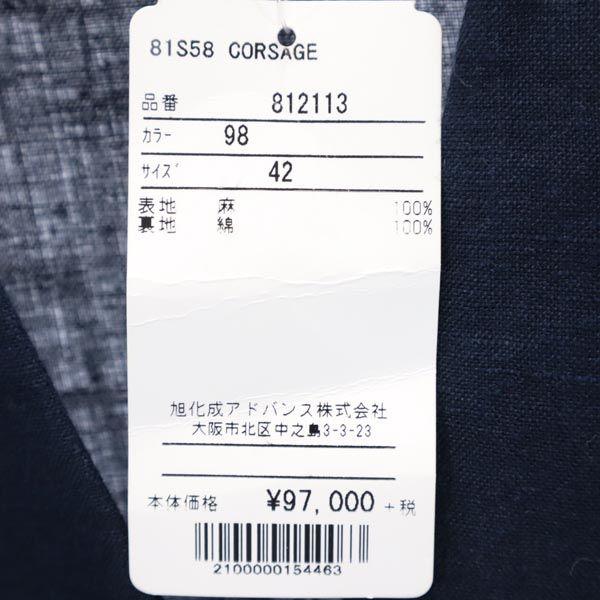 81S58 CORSAGE
品番 812113
カラー 98
サイズ 42
表地 麻 100%
裏地 綿 100%
旭化成アドバンス株式会社
大阪市北区中之島3-3-23
本体価格 ¥97,000 +税
2100000154463